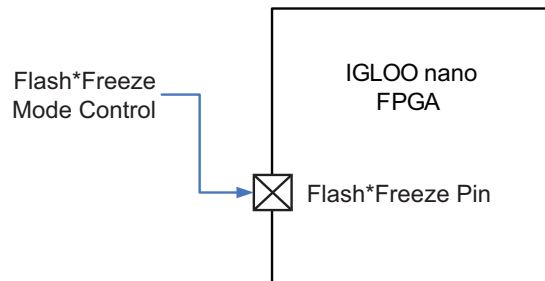 IGLOO nano
FPGA
Flash*Freeze
Mode Control
Flash*Freeze Pin